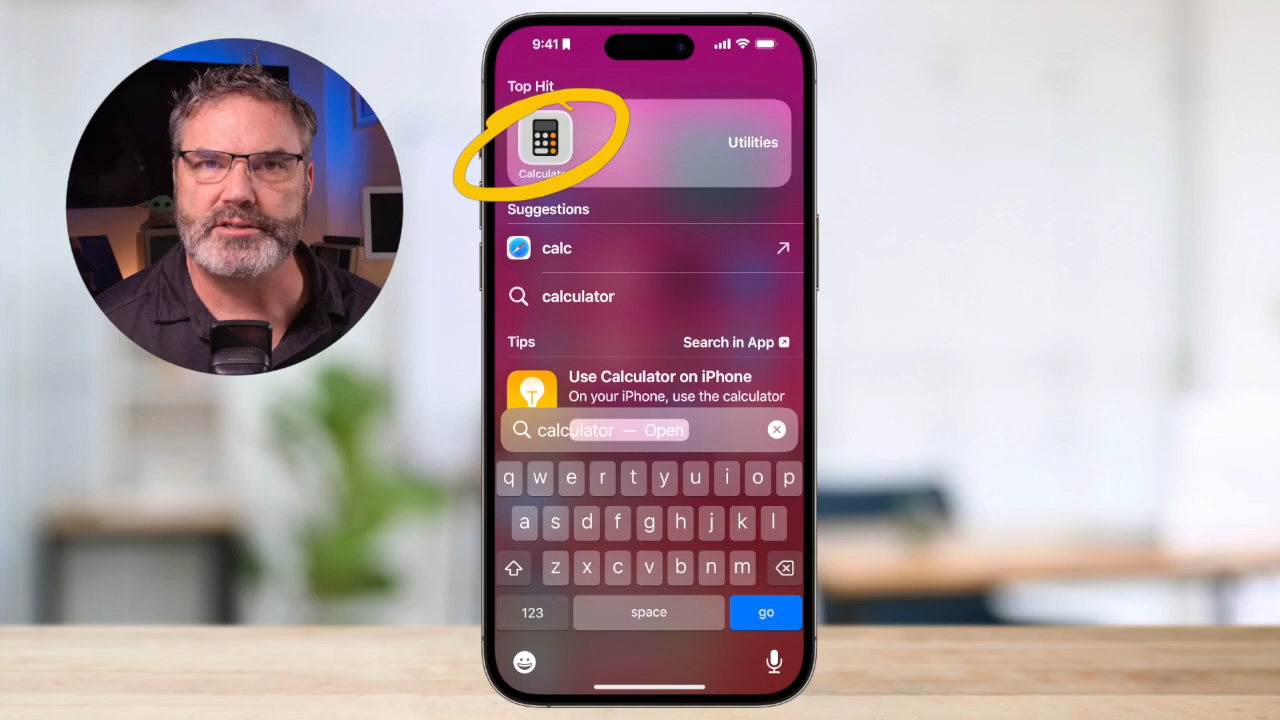 9:41
Top Hit
Utilities
Suggestions
calc
calculator
Tips
Search in App
Use Calculator on iPhone
On your iPhone, use the calculator
calculator — Open
q w e r t y u i o p
a s d f g h j k l
z x c v b n m
123 space go